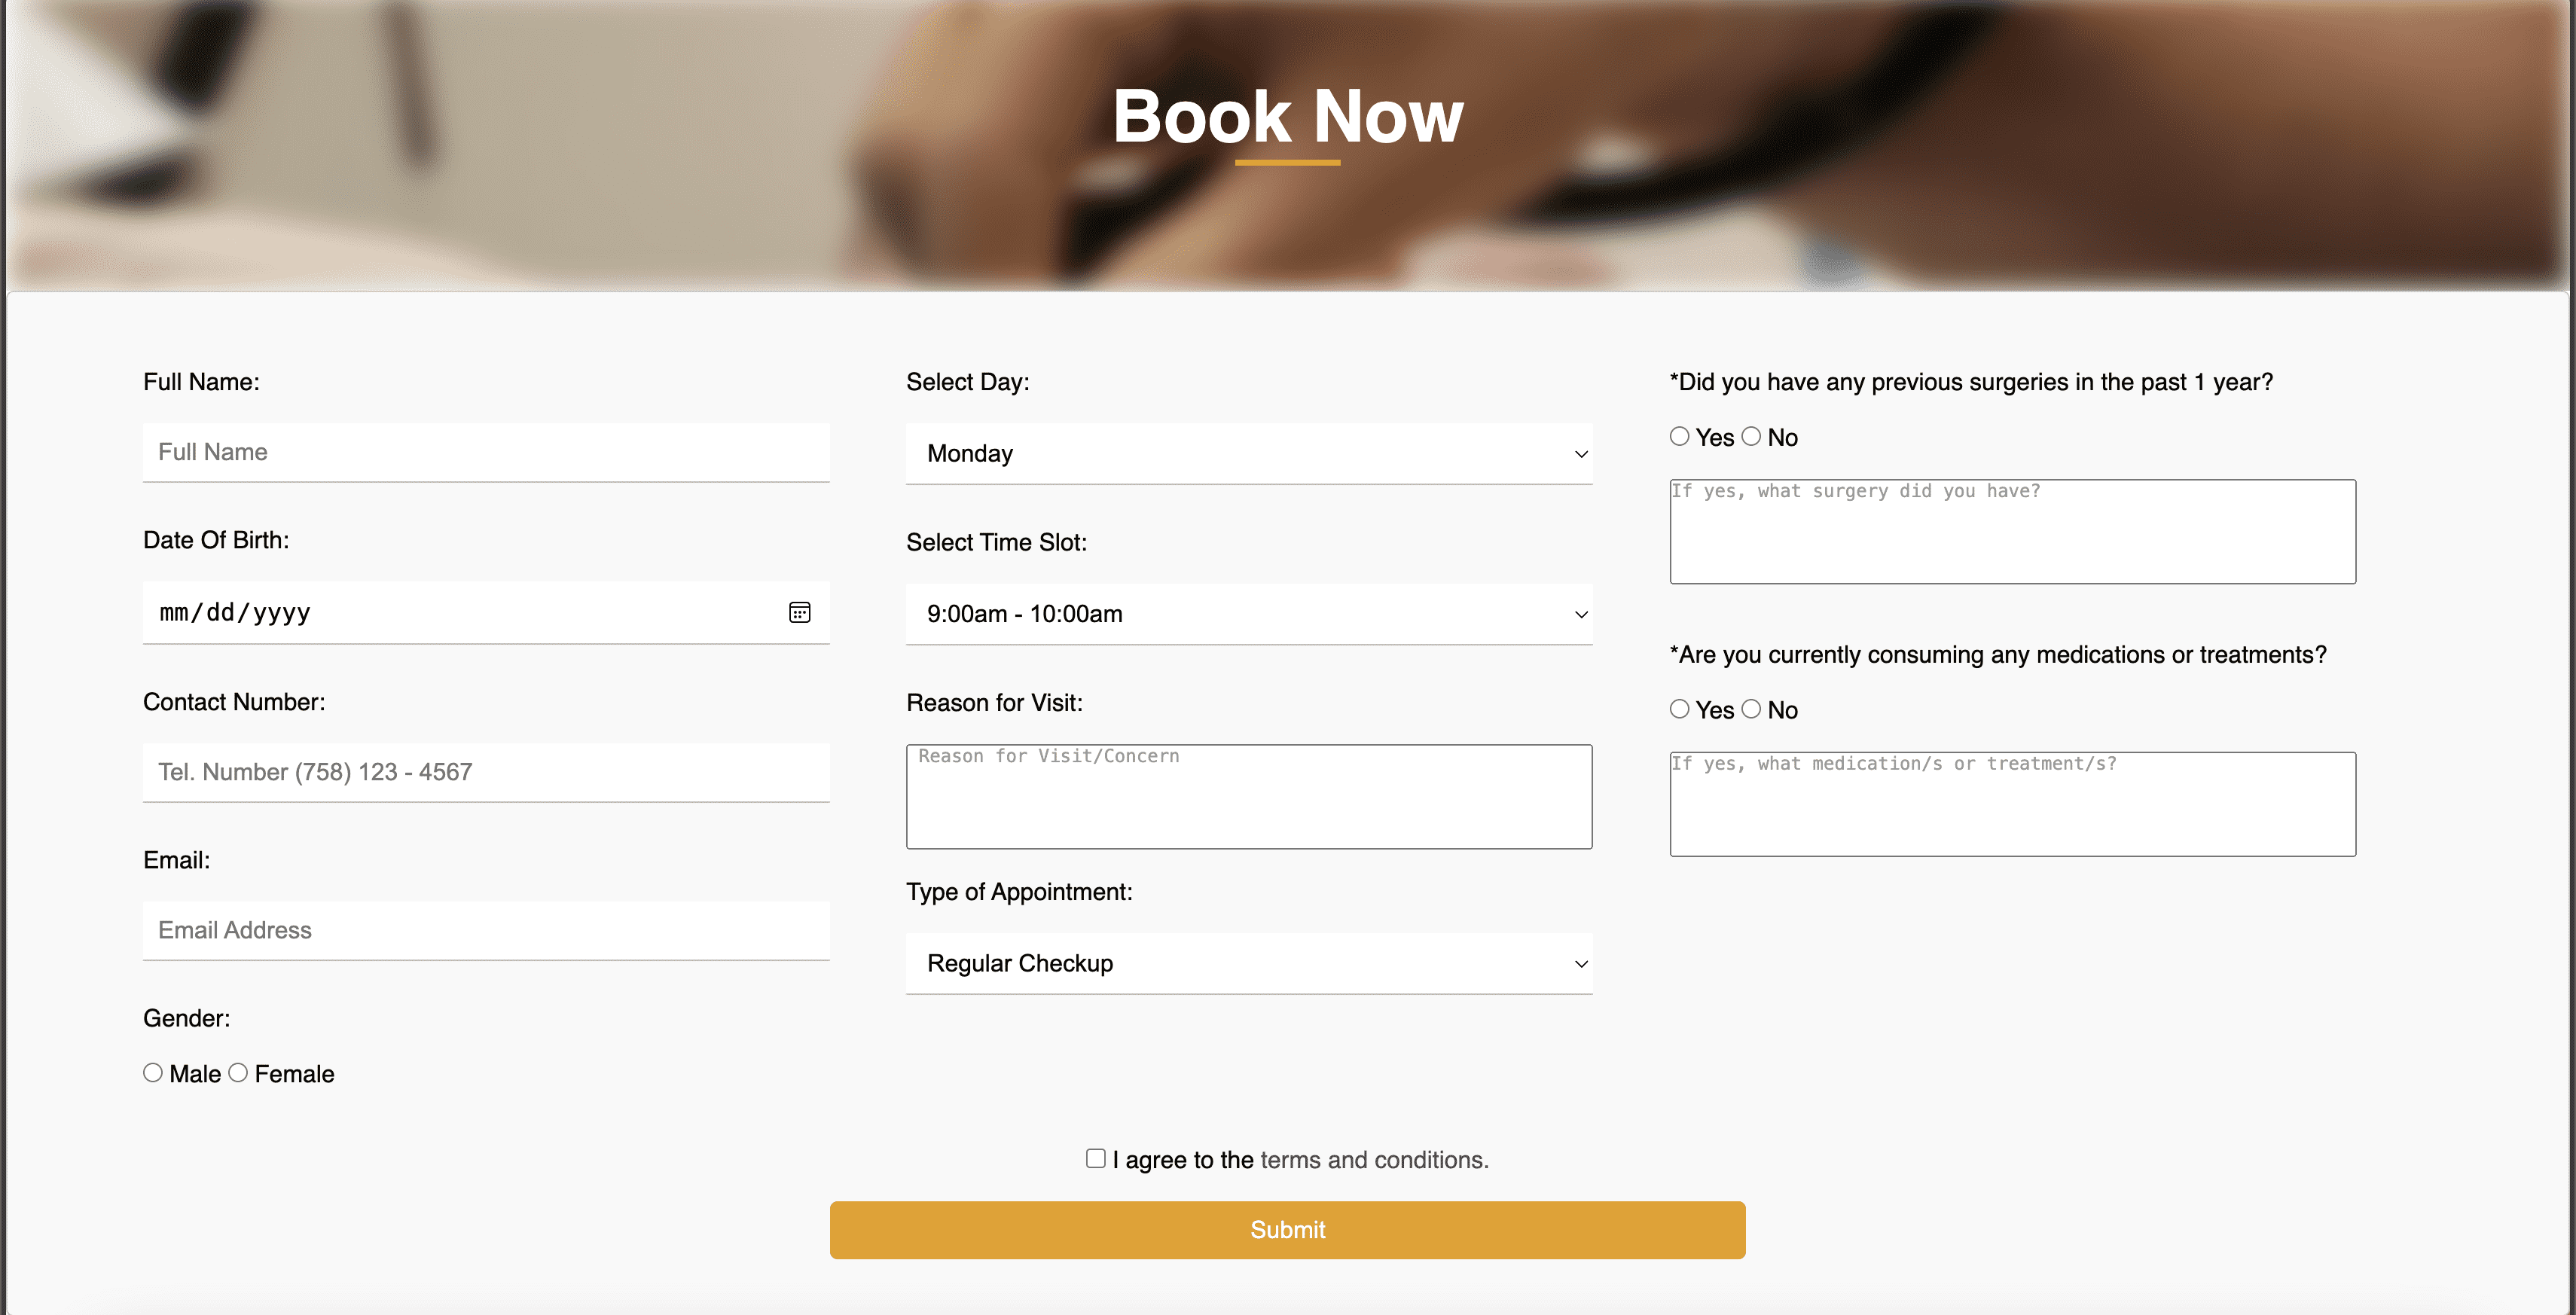 Book Now
Full Name:
Full Name
Date Of Birth:
mm/dd/yyyy
Contact Number:
Tel. Number (758) 123 - 4567
Email:
Email Address
Gender:
Male Female
Select Day:
Monday
Select Time Slot:
9:00am - 10:00am
Reason for Visit:
Reason for Visit/Concern
Type of Appointment:
Regular Checkup
*Did you have any previous surgeries in the past 1 year?
Yes No
If yes, what surgery did you have?
*Are you currently consuming any medications or treatments?
Yes No
If yes, what medication/s or treatment/s?
I agree to the terms and conditions.
Submit